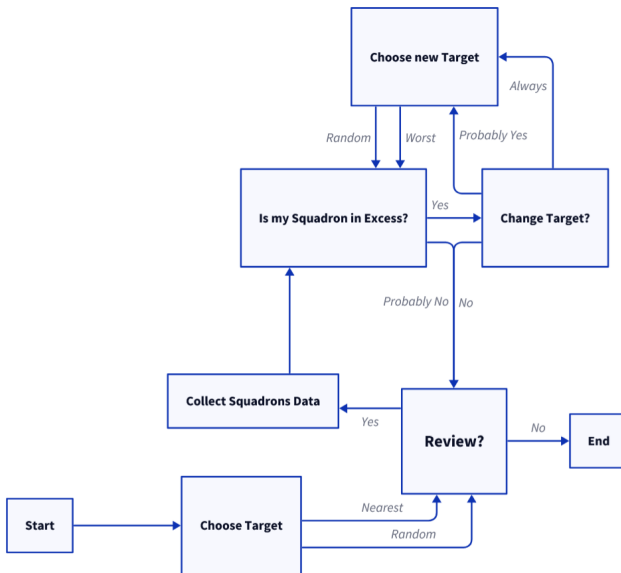 Choose new Target
Always
Random
Worst
Probably Yes
Is my Squadron in Excess?
Yes
Change Target?
Probably No
No
Collect Squadrons Data
Yes
Review?
No
End
Nearest
Start
Choose Target
Random